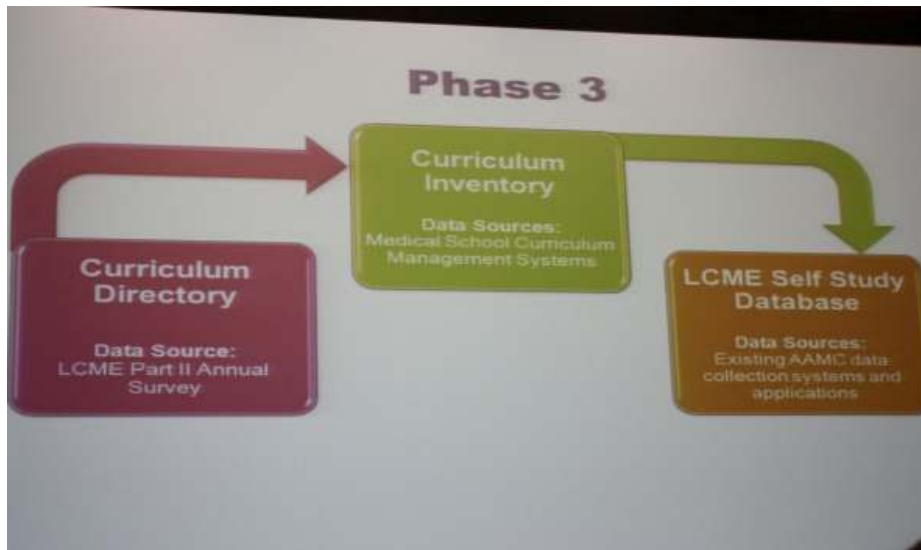 Phase 3
Curriculum
Inventory
Data Sources:
Medical School Curriculum
Management Systems
Curriculum
Directory
Data Source:
LCME Part II Annual
Survey
LCME Self Study
Database
Data Sources:
Existing AAMC data
collection systems and
applications